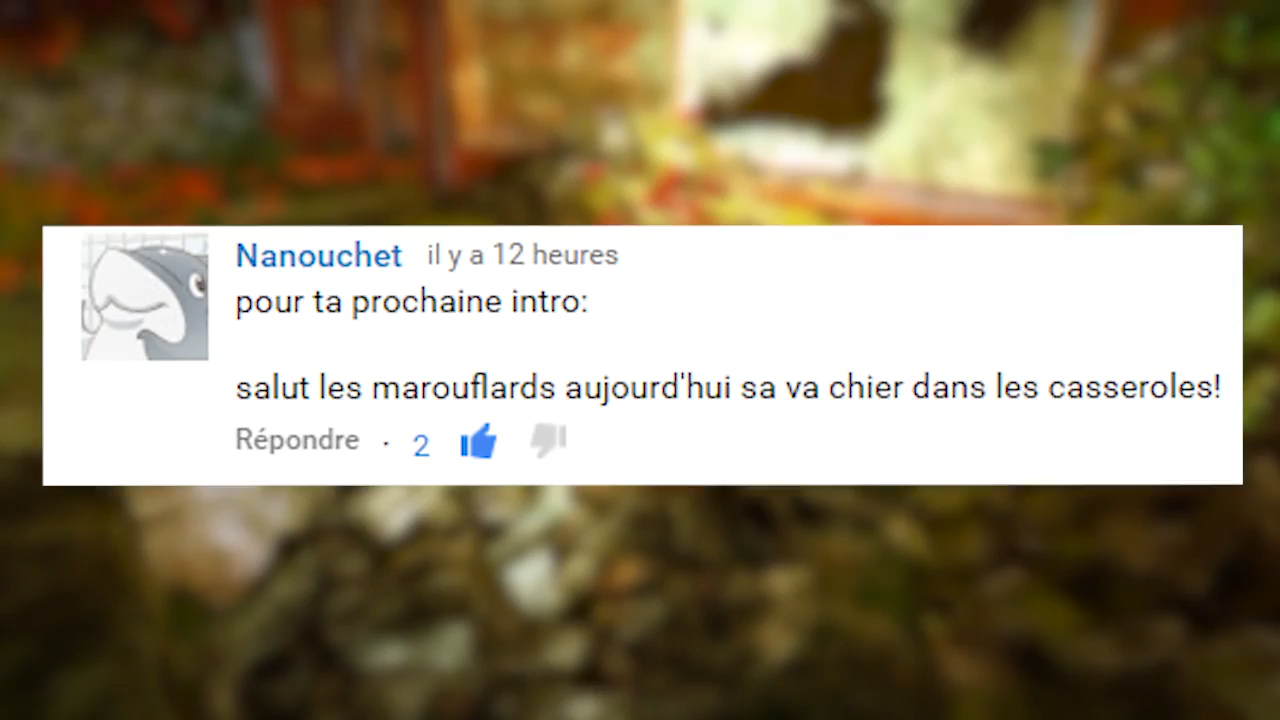 Nanouchet il y a 12 heures
pour ta prochaine intro:
salut les marouflards aujourd'hui sa va chier dans les casseroles!
Répondre · 2